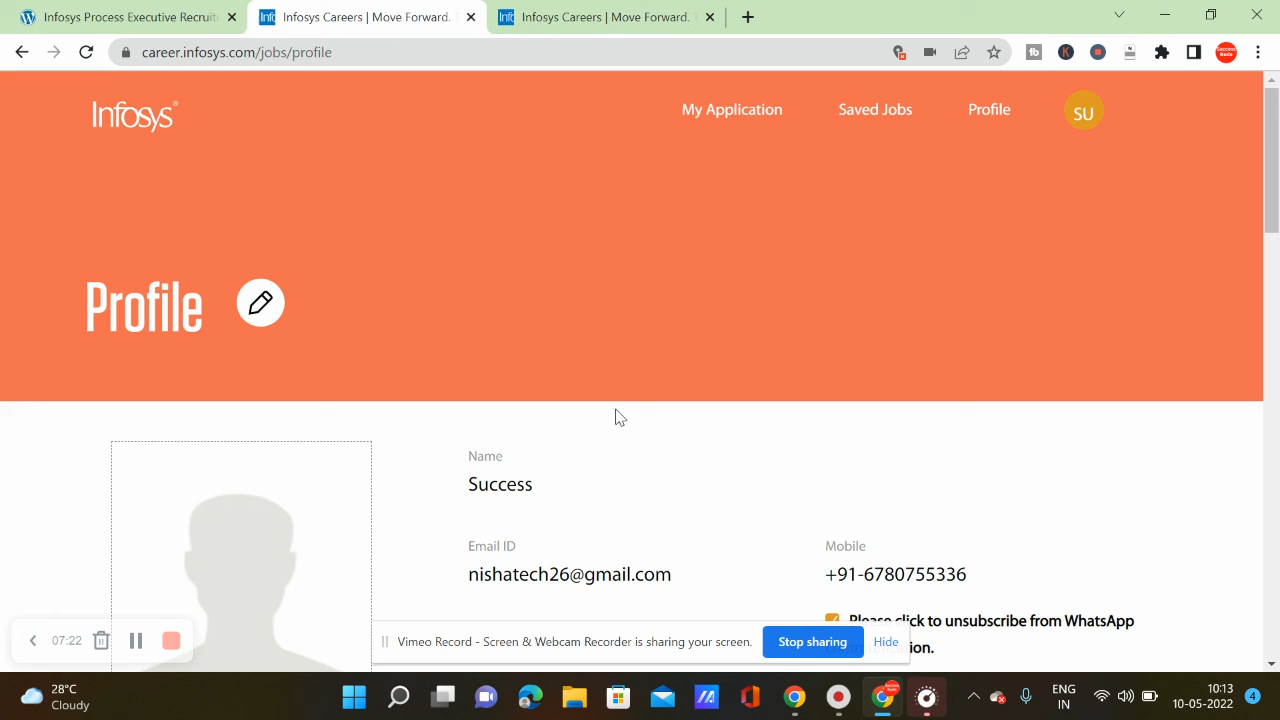 Infosys Process Executive Recruit
Infosys Careers | Move Forward.
Infosys Careers | Move Forward.
career.infosys.com/jobs/profile
Infosys
My Application
Saved Jobs
Profile
SU
Profile
Name
Success
Email ID
nishatech26@gmail.com
Mobile
+91-6780755336
Please click to unsubscribe from WhatsApp
07:22
Vimeo Record - Screen & Webcam Recorder is sharing your screen.
Stop sharing
Hide
28°C
Cloudy
ENG
IN
10:13
10-05-2022
4